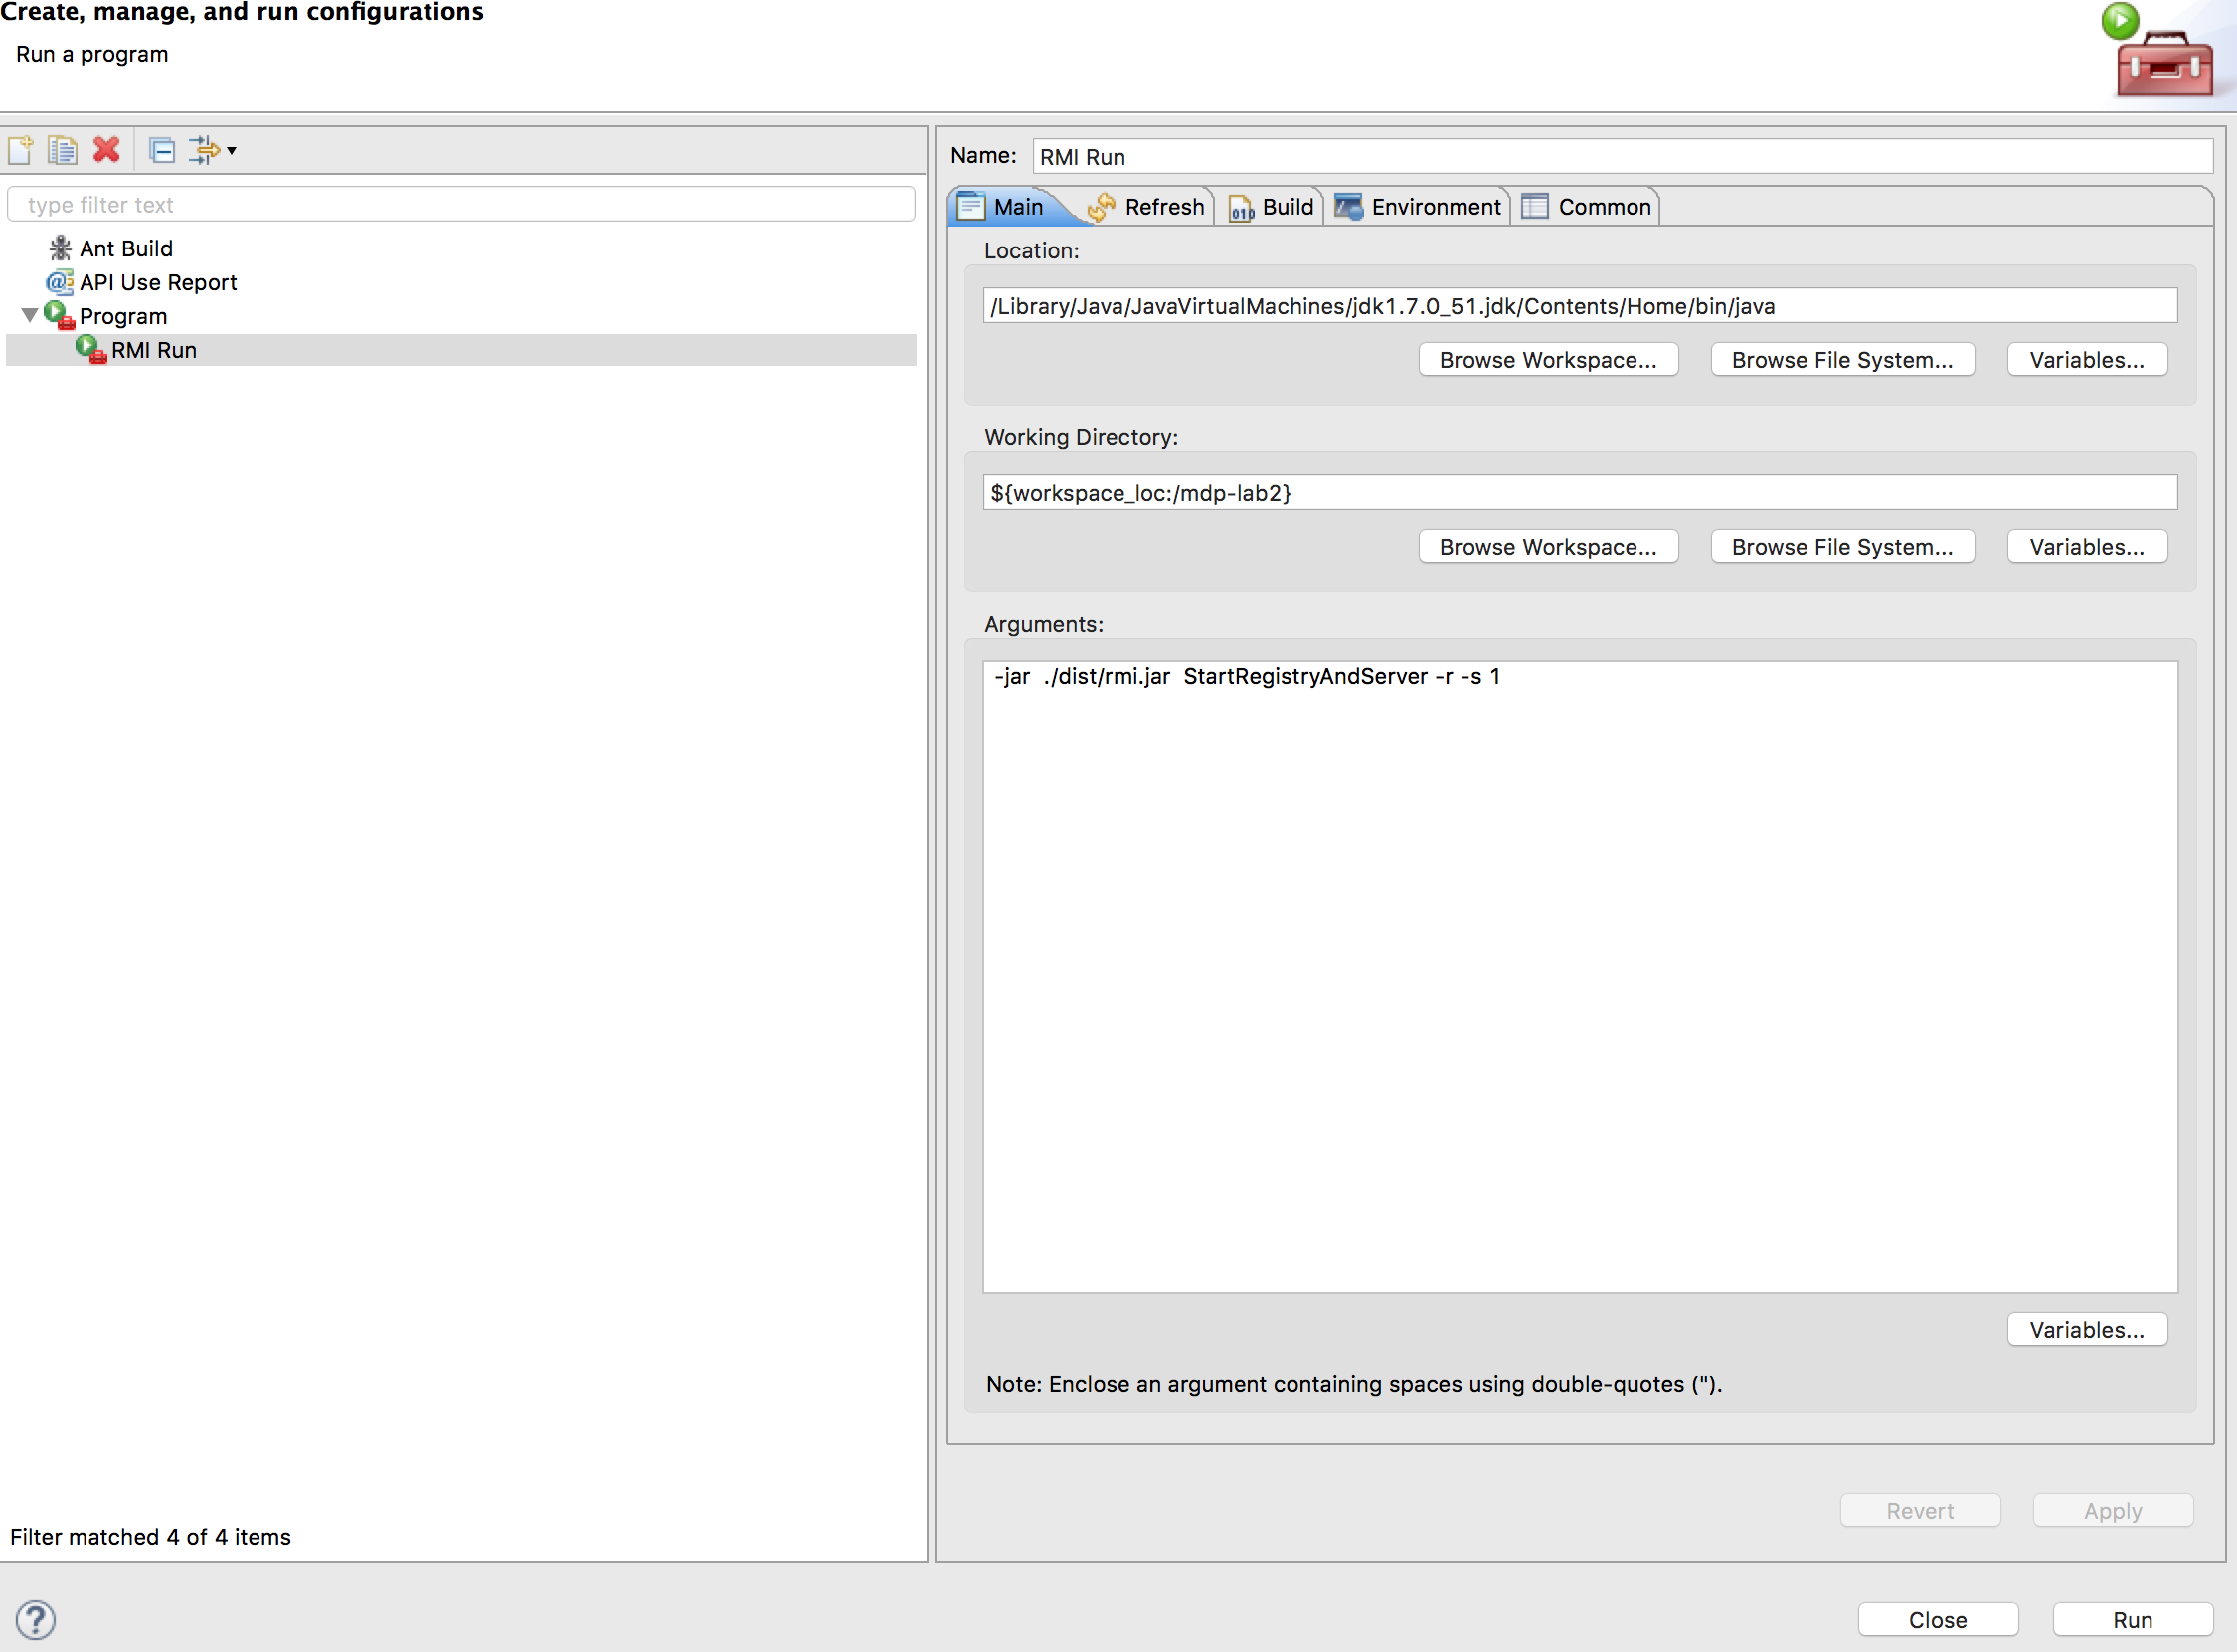 Create, manage, and run configurations
Run a program
type filter text
Ant Build
API Use Report
Program
RMI Run
Filter matched 4 of 4 items
Name: RMI Run
Main Refresh Build Environment Common
Location:
/Library/Java/JavaVirtualMachines/jdk1.7.0_51.jdk/Contents/Home/bin/java
Browse Workspace... Browse File System... Variables...
Working Directory:
${workspace_loc:/mdp-lab2}
Browse Workspace... Browse File System... Variables...
Arguments:
-jar ./dist/rmi.jar StartRegistryAndServer -r -s 1
Variables...
Note: Enclose an argument containing spaces using double-quotes (").
Revert Apply
Close Run